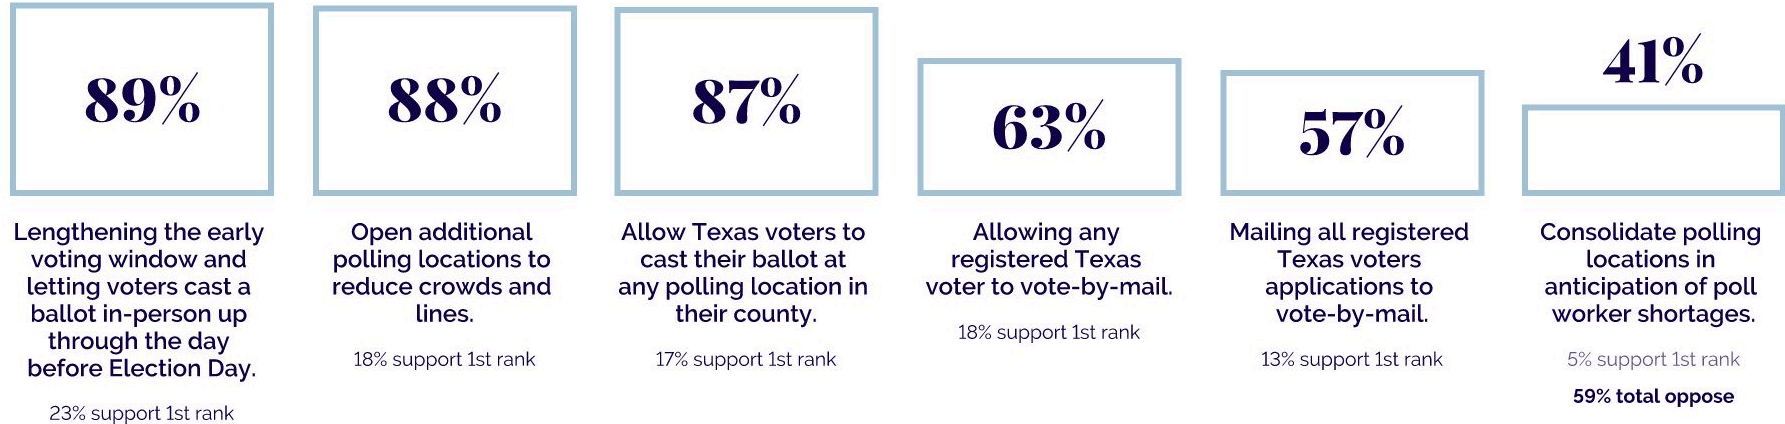 89%
Lengthening the early
voting window and
letting voters cast a
ballot in-person up
through the day
before Election Day.
23% support 1st rank
88%
Open additional
polling locations to
reduce crowds and
lines.
18% support 1st rank
87%
Allow Texas voters to
cast their ballot at
any polling location in
their county.
17% support 1st rank
63%
Allowing any
registered Texas
voter to vote-by-mail.
18% support 1st rank
57%
Mailing all registered
Texas voters
applications to
vote-by-mail.
13% support 1st rank
41%
Consolidate polling
locations in
anticipation of poll
worker shortages.
5% support 1st rank
59% total oppose